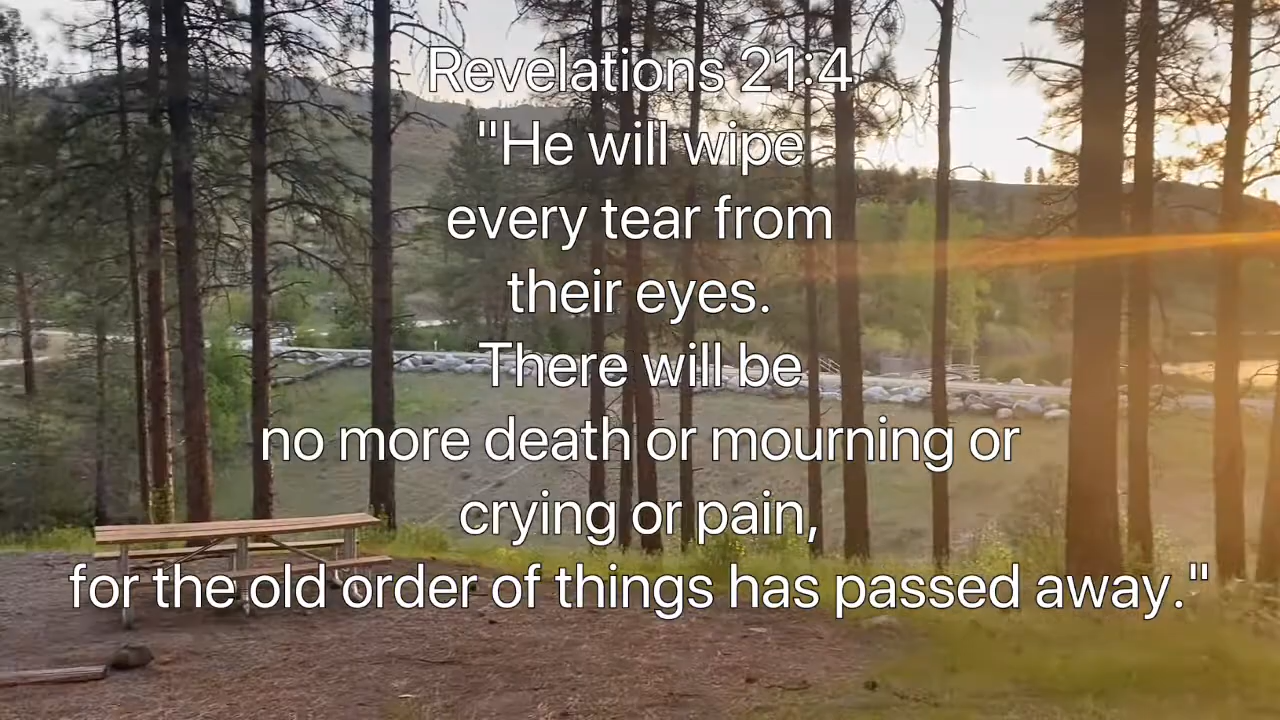 Revelations 21:4
"He will wipe
every tear from
their eyes.
There will be
no more death or mourning or
crying or pain,
for the old order of things has passed away."